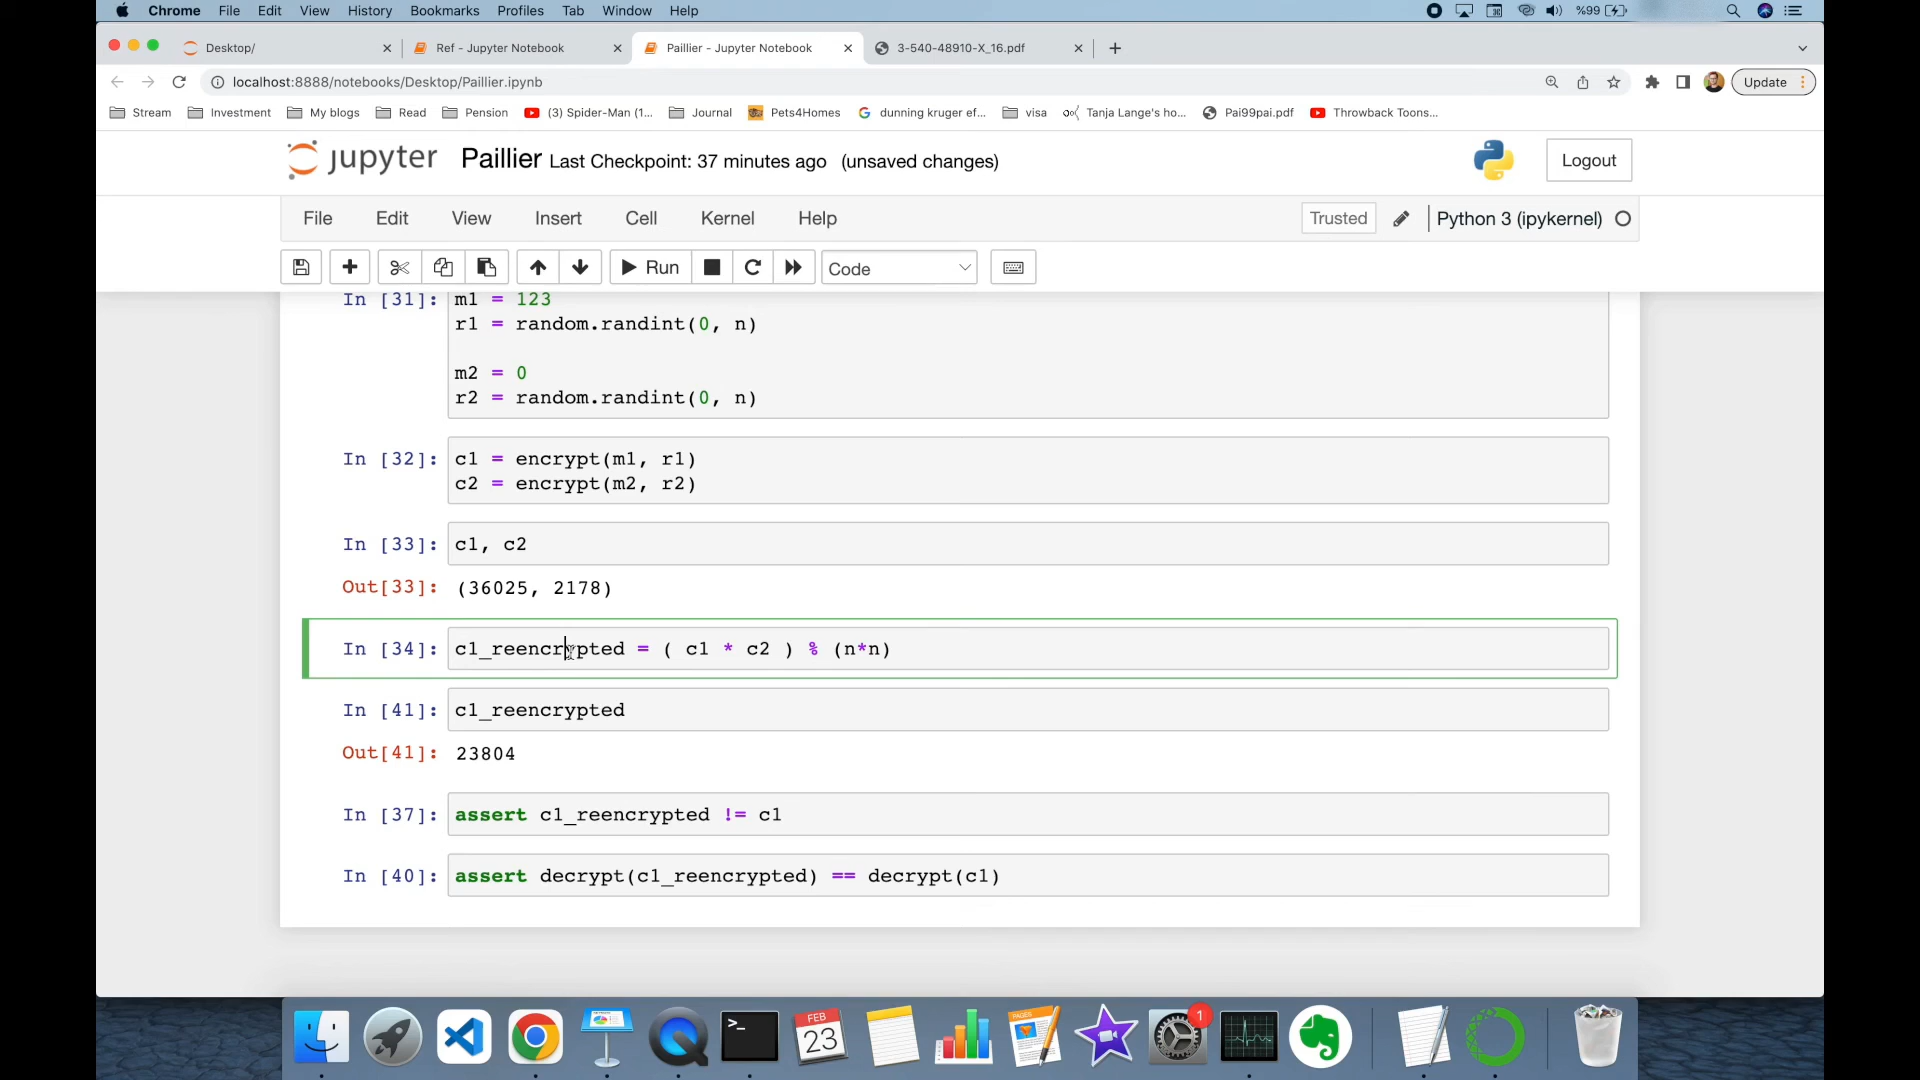 Chrome File Edit View History Bookmarks Profiles Tab Window Help %99
Desktop/ Ref - Jupyter Notebook Paillier - Jupyter Notebook 3-540-48910-X_16.pdf
localhost:8888/notebooks/Desktop/Paillier.ipynb Update
Stream Investment My blogs Read Pension (3) Spider-Man (1... Journal Pets4Homes dunning kruger ef... visa Tanja Lange's ho... Pai99pai.pdf Throwback Toons...
jupyter Paillier Last Checkpoint: 37 minutes ago (unsaved changes) Logout
File Edit View Insert Cell Kernel Help Trusted Python 3 (ipykernel)
Run Code
In [31]: m1 = 123
r1 = random.randint(0, n)
m2 = 0
r2 = random.randint(0, n)
In [32]: c1 = encrypt(m1, r1)
c2 = encrypt(m2, r2)
In [33]: c1, c2
Out[33]: (36025, 2178)
In [34]: c1_reencrypted = ( c1 * c2 ) % (n*n)
In [41]: c1_reencrypted
Out[41]: 23804
In [37]: assert c1_reencrypted != c1
In [40]: assert decrypt(c1_reencrypted) == decrypt(c1)
>_
FEB
23
PAGES
1